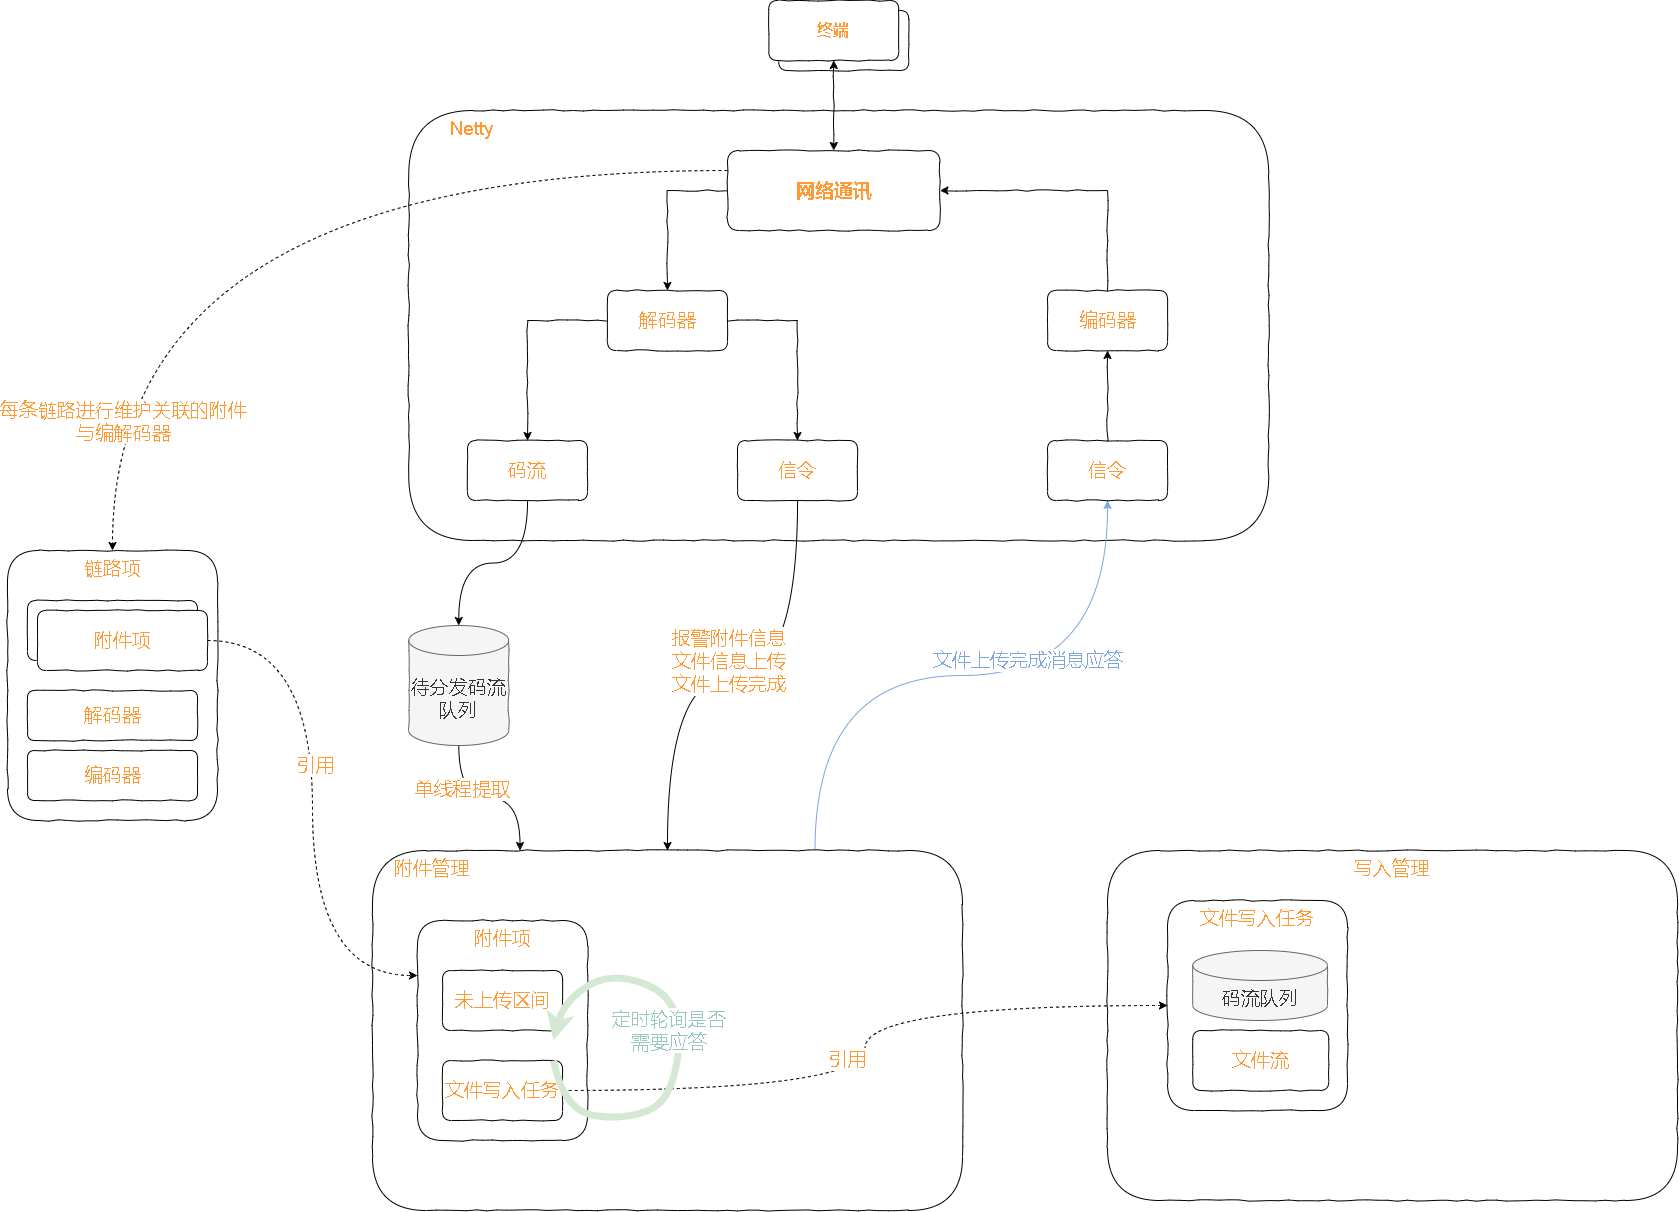 终端
Netty
网络通讯
解码器
编码器
每条链路进行维护关联的附件
与编解码器
码流
信令
信令
链路项
附件项
解码器
编码器
待分发码流
队列
报警附件信息
文件信息上传
文件上传完成
文件上传完成消息应答
引用
单线程提取
附件管理
附件项
未上传区间
文件写入任务
定时轮询是否
需要应答
引用
写入管理
文件写入任务
码流队列
文件流